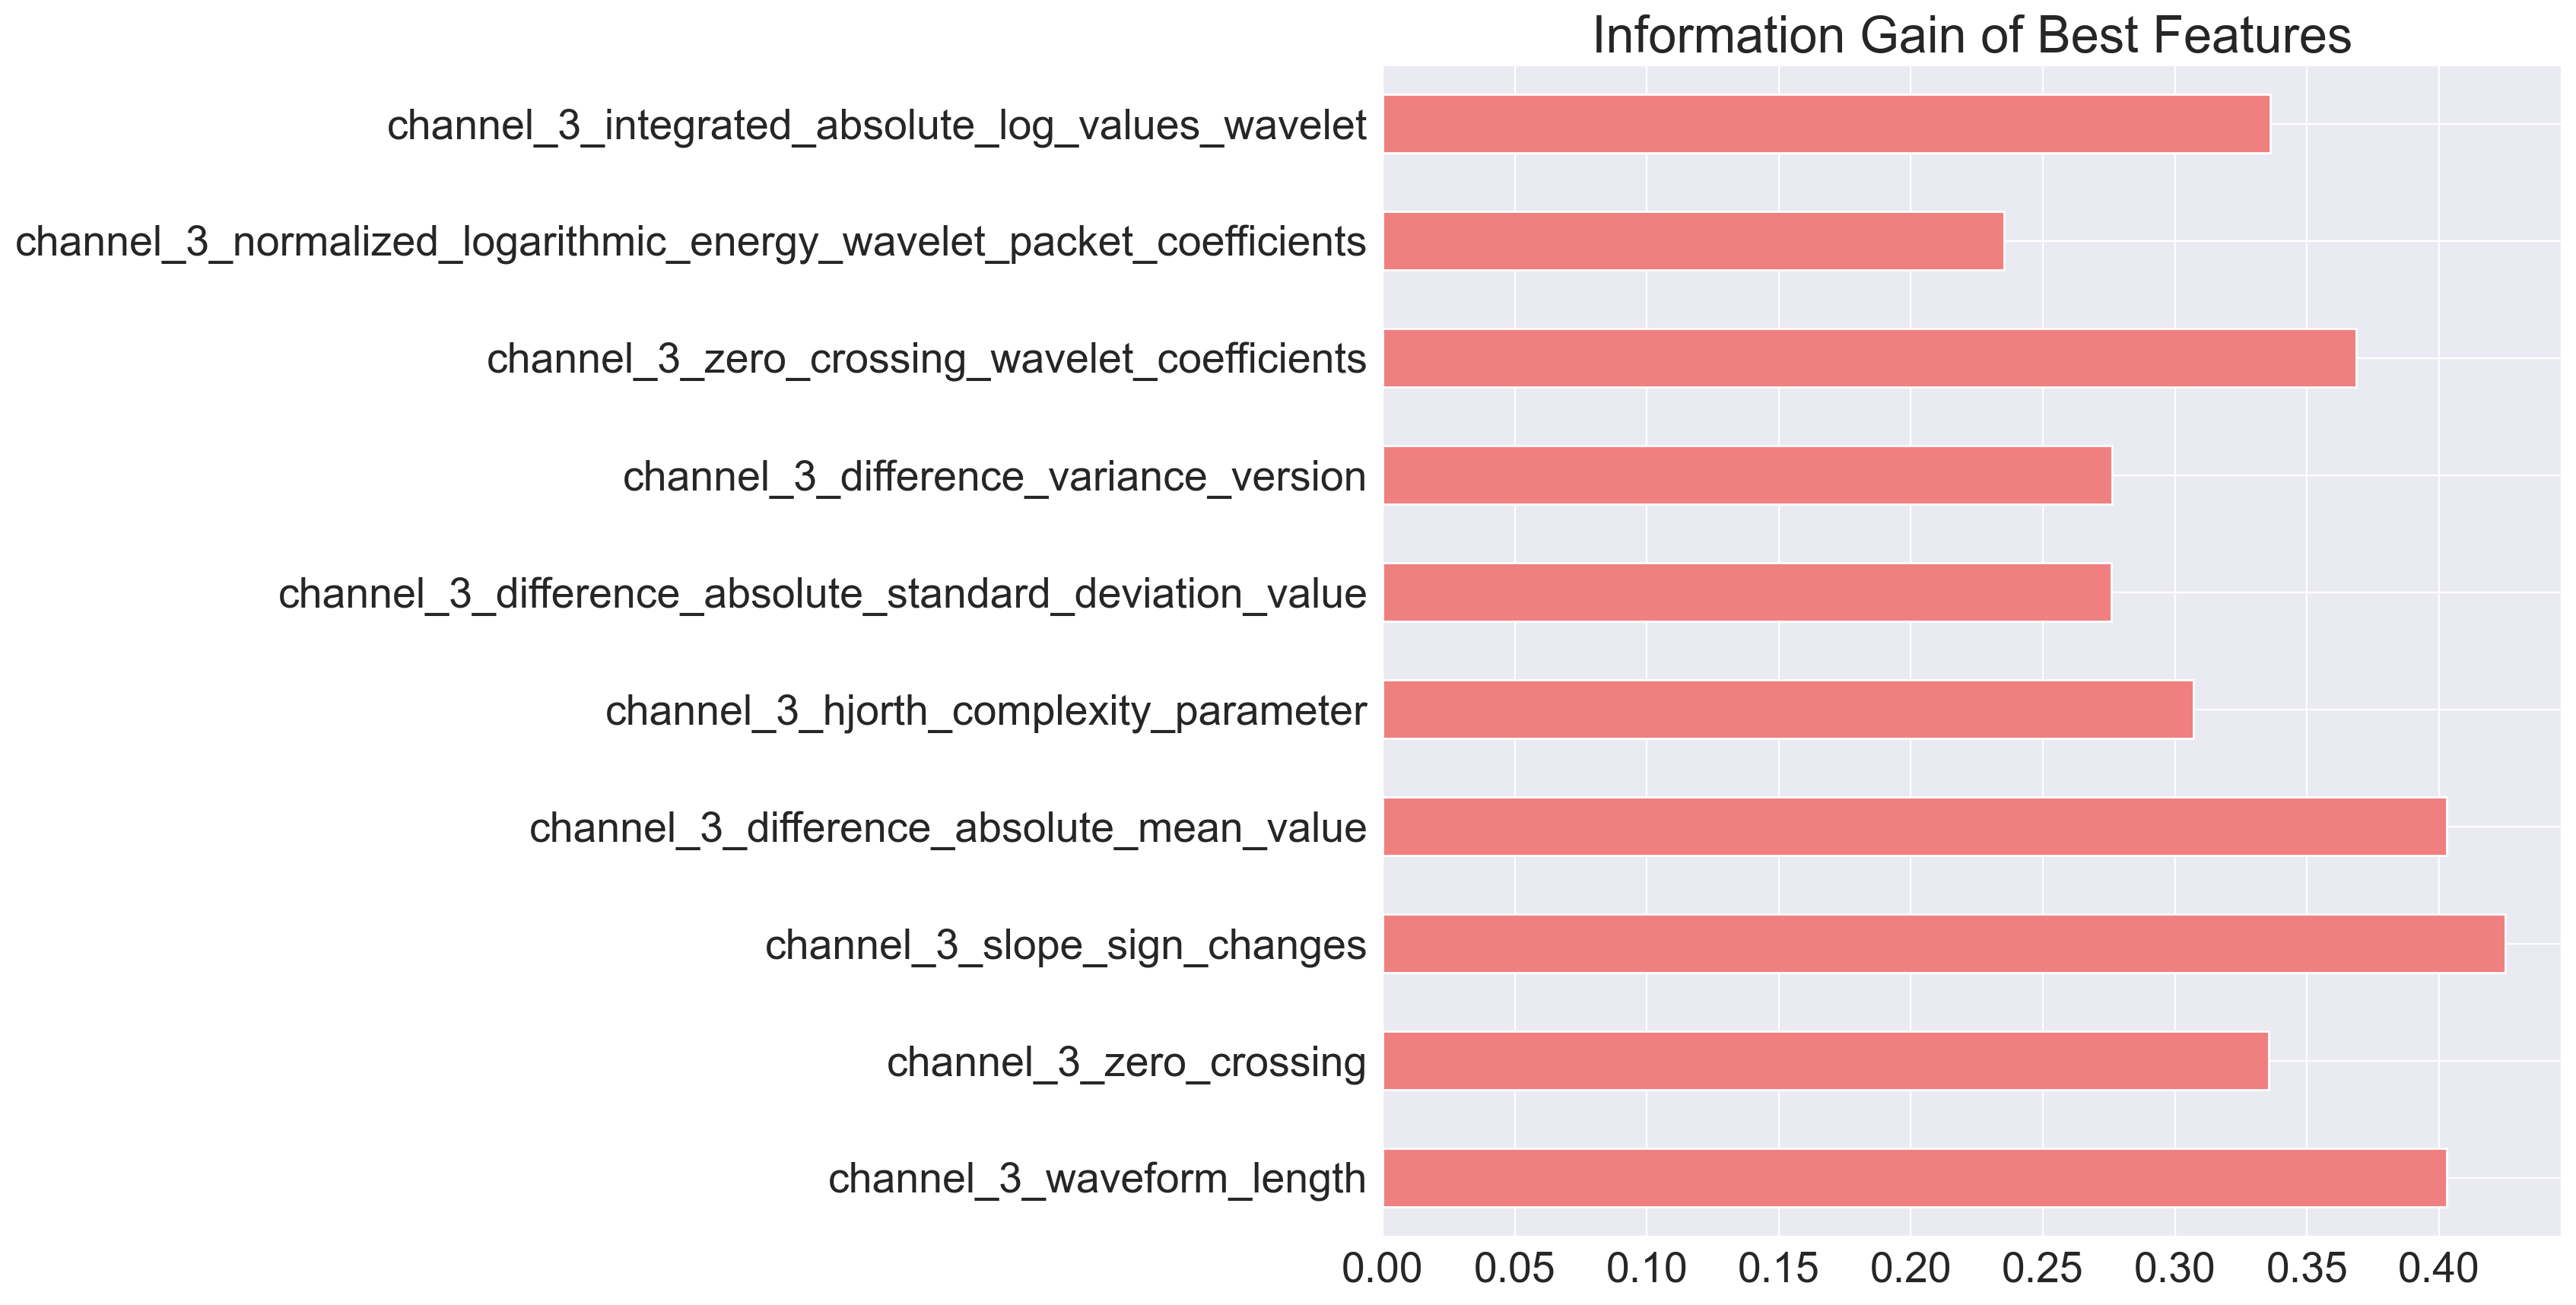 Information Gain of Best Features
channel_3_integrated_absolute_log_values_wavelet
channel_3_normalized_logarithmic_energy_wavelet_packet_coefficients
channel_3_zero_crossing_wavelet_coefficients
channel_3_difference_variance_version
channel_3_difference_absolute_standard_deviation_value
channel_3_hjorth_complexity_parameter
channel_3_difference_absolute_mean_value
channel_3_slope_sign_changes
channel_3_zero_crossing
channel_3_waveform_length
0.00 0.05 0.10 0.15 0.20 0.25 0.30 0.35 0.40